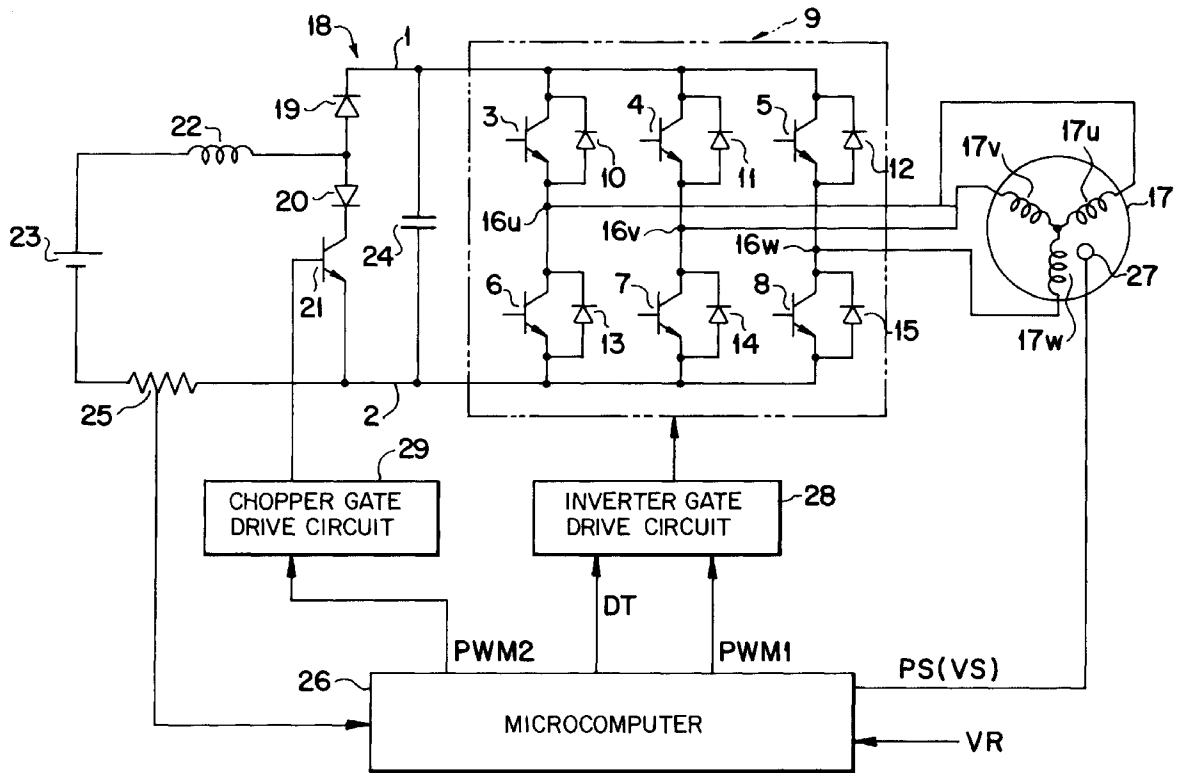 18
1
9
19
22
3
4
5
17u
17v
20
10
11
12
17
16u
16v
16w
23
24
21
6
7
8
27
13
14
15
17w
25
2
29
28
CHOPPER GATE
DRIVE CIRCUIT
INVERTER GATE
DRIVE CIRCUIT
DT
PWM2
PWM1
PS(VS)
26
MICROCOMPUTER
VR